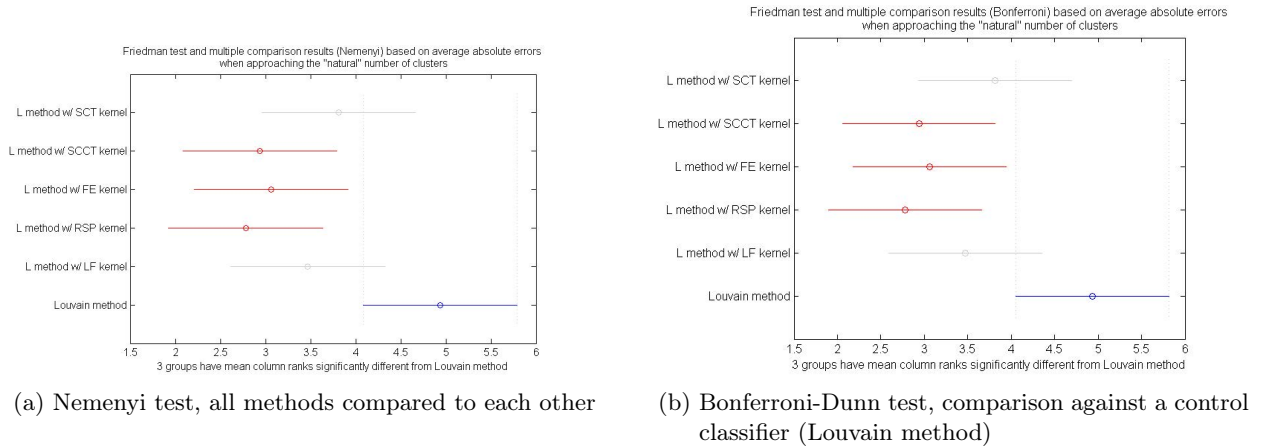 Friedman test and multiple comparison results (Nemenyi) based on average absolute errors
when approaching the "natural" number of clusters
L method w/ SCT kernel
L method w/ SCCT kernel
L method w/ FE kernel
L method w/ RSP kernel
L method w/ LF kernel
Louvain method
1.5 2 2.5 3 3.5 4 4.5 5 5.5 6
3 groups have mean column ranks significantly different from Louvain method
(a) Nemenyi test, all methods compared to each other
Friedman test and multiple comparison results (Bonferroni) based on average absolute errors
when approaching the "natural" number of clusters
L method w/ SCT kernel
L method w/ SCCT kernel
L method w/ FE kernel
L method w/ RSP kernel
L method w/ LF kernel
Louvain method
1.5 2 2.5 3 3.5 4 4.5 5 5.5 6
3 groups have mean column ranks significantly different from Louvain method
(b) Bonferroni-Dunn test, comparison against a control
classifier (Louvain method)